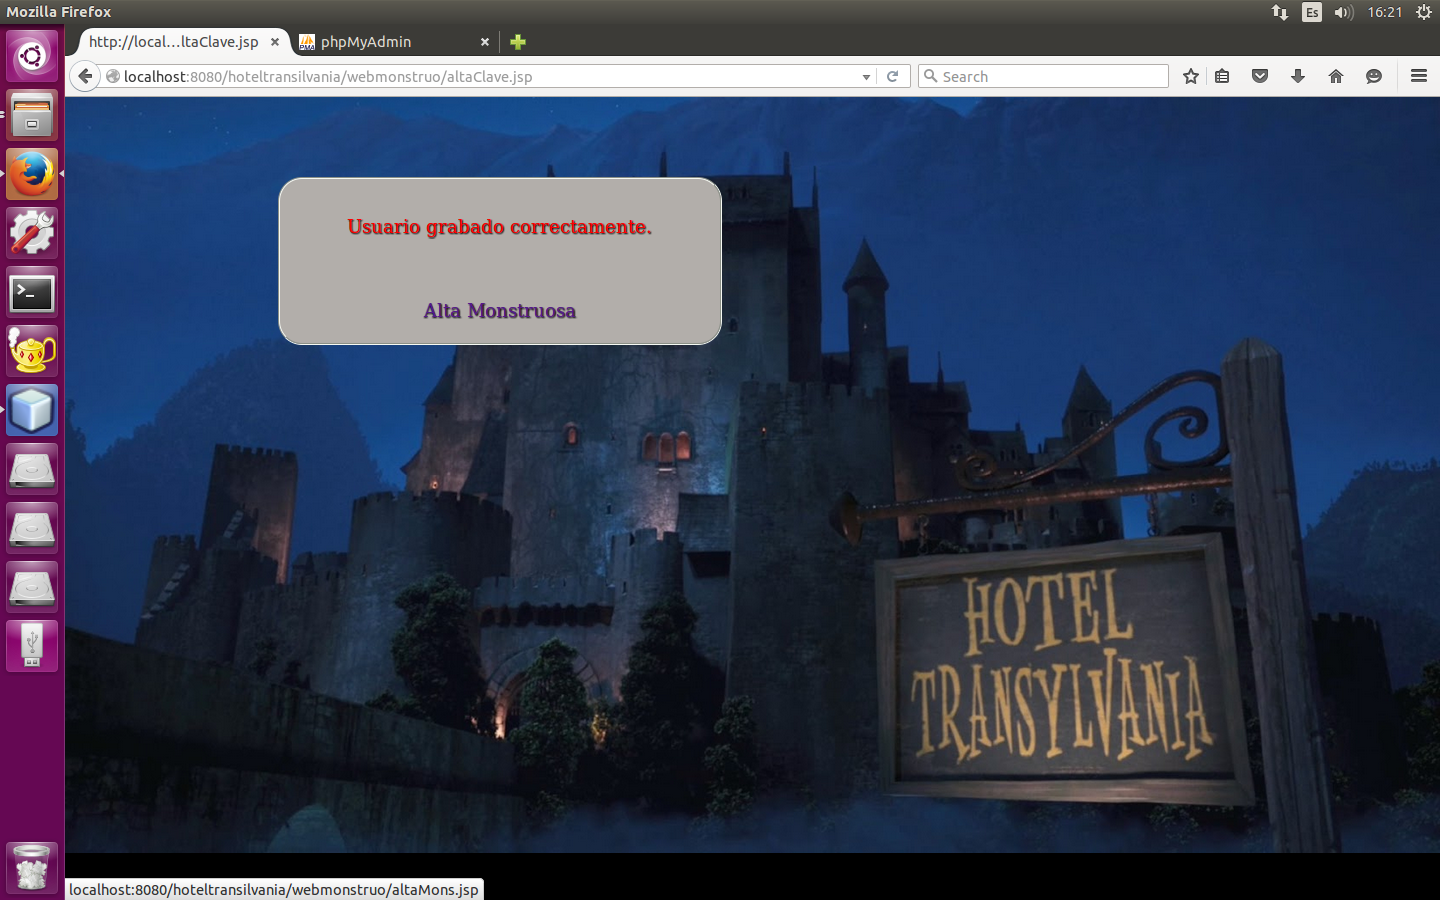 Mozilla Firefox
Es
16:21
http://local...ltaClave.jsp
phpMyAdmin
localhost:8080/hoteltransilvania/webmonstruo/altaClave.jsp
Search
Usuario grabado correctamente.
Alta Monstruosa
HOTEL
TRANSYLVANIA
localhost:8080/hoteltransilvania/webmonstruo/altaMons.jsp